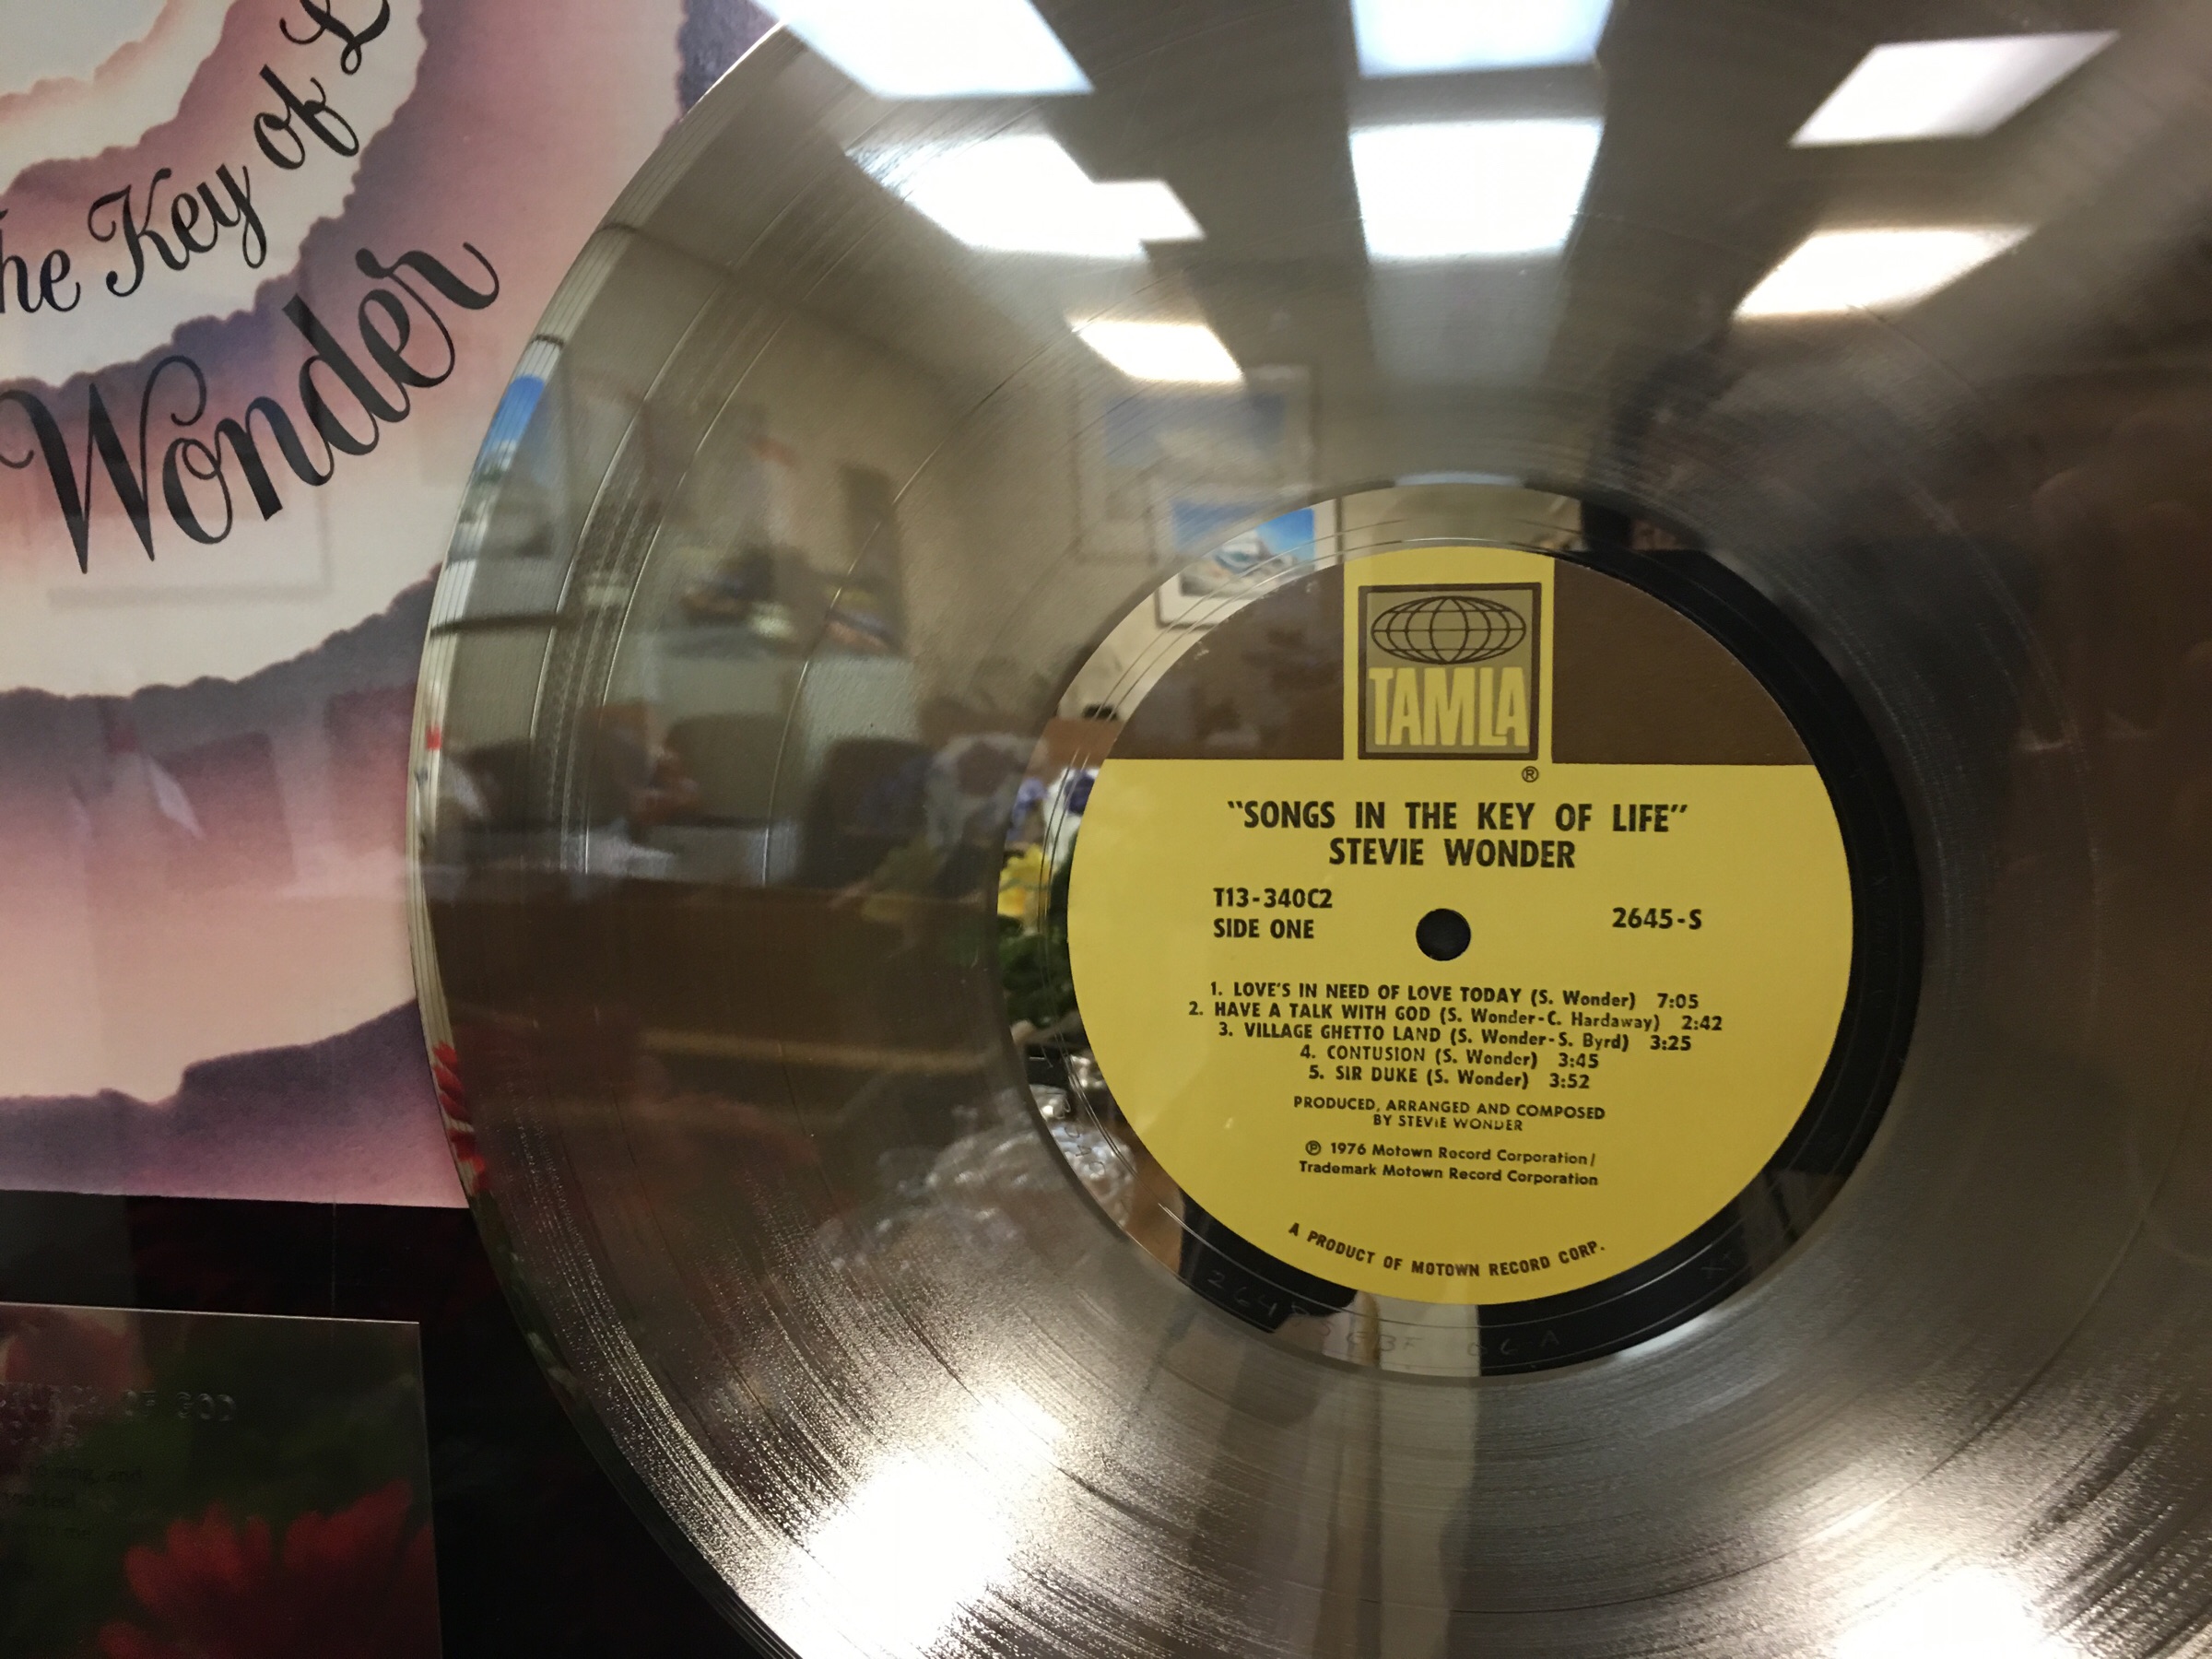 he Key of L
Wonder
TAMLA
®
"SONGS IN THE KEY OF LIFE"
STEVIE WONDER
T13-340C2
SIDE ONE
2645-S
1. LOVE'S IN NEED OF LOVE TODAY (S. Wonder) 7:05
2. HAVE A TALK WITH GOD (S. Wonder-C. Hardaway) 2:42
3. VILLAGE GHETTO LAND (S. Wonder-S. Byrd) 3:25
4. CONTUSION (S. Wonder) 3:45
5. SIR DUKE (S. Wonder) 3:52
PRODUCED, ARRANGED AND COMPOSED
BY STEVIE WONDER
℗ 1976 Motown Record Corporation/
Trademark Motown Record Corporation
A PRODUCT OF MOTOWN RECORD CORP.
OF GOD
and